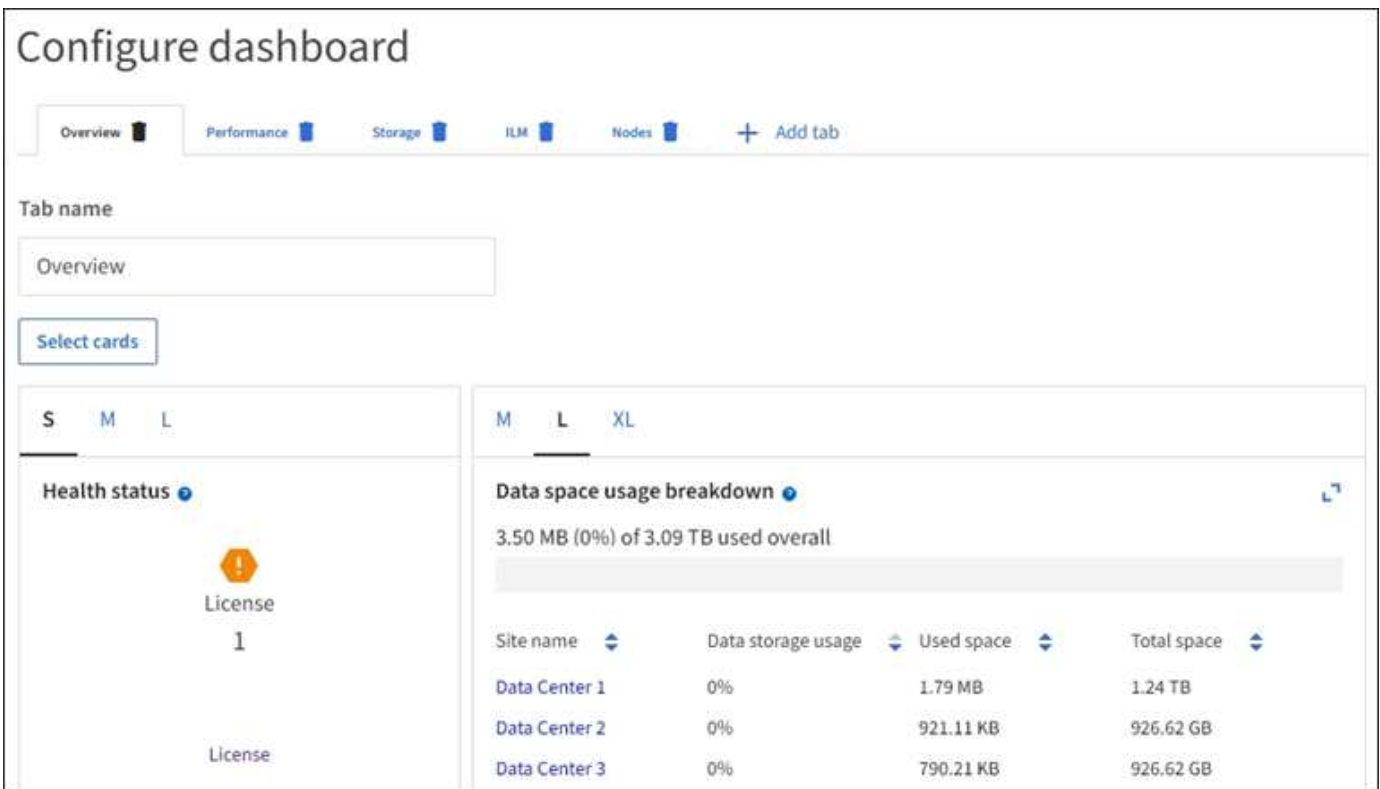 Configure dashboard
Overview Performance Storage ILM Nodes + Add tab
Tab name
Overview
Select cards
S M L
Health status
License
1
License
M L XL
Data space usage breakdown
3.50 MB (0%) of 3.09 TB used overall
Site name Data storage usage Used space Total space
Data Center 1 0% 1.79 MB 1.24 TB
Data Center 2 0% 921.11 KB 926.62 GB
Data Center 3 0% 790.21 KB 926.62 GB